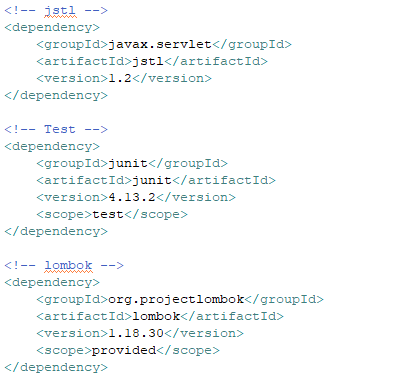 <!-- jstl -->
<dependency>
    <groupId>javax.servlet</groupId>
    <artifactId>jstl</artifactId>
    <version>1.2</version>
</dependency>

<!-- Test -->
<dependency>
    <groupId>junit</groupId>
    <artifactId>junit</artifactId>
    <version>4.13.2</version>
    <scope>test</scope>
</dependency>

<!-- lombok -->
<dependency>
    <groupId>org.projectlombok</groupId>
    <artifactId>lombok</artifactId>
    <version>1.18.30</version>
    <scope>provided</scope>
</dependency>